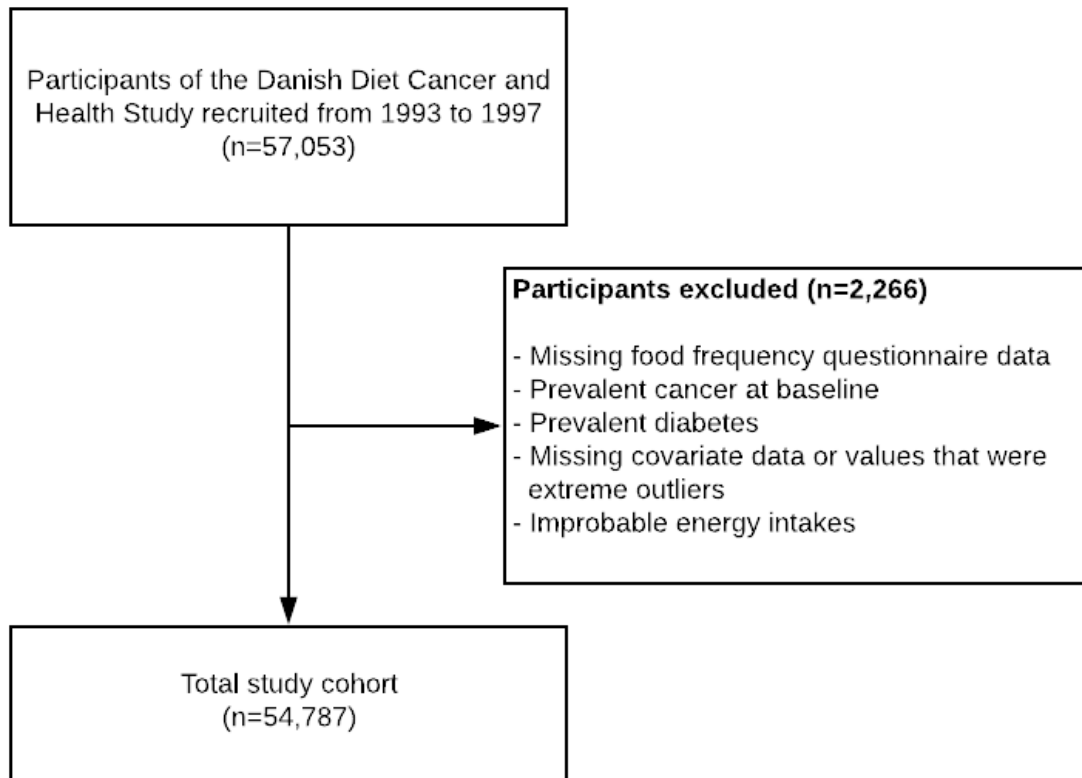 Participants of the Danish Diet Cancer and
Health Study recruited from 1993 to 1997
(n=57,053)
Participants excluded (n=2,266)
- Missing food frequency questionnaire data
- Prevalent cancer at baseline
- Prevalent diabetes
- Missing covariate data or values that were
extreme outliers
- Improbable energy intakes
Total study cohort
(n=54,787)